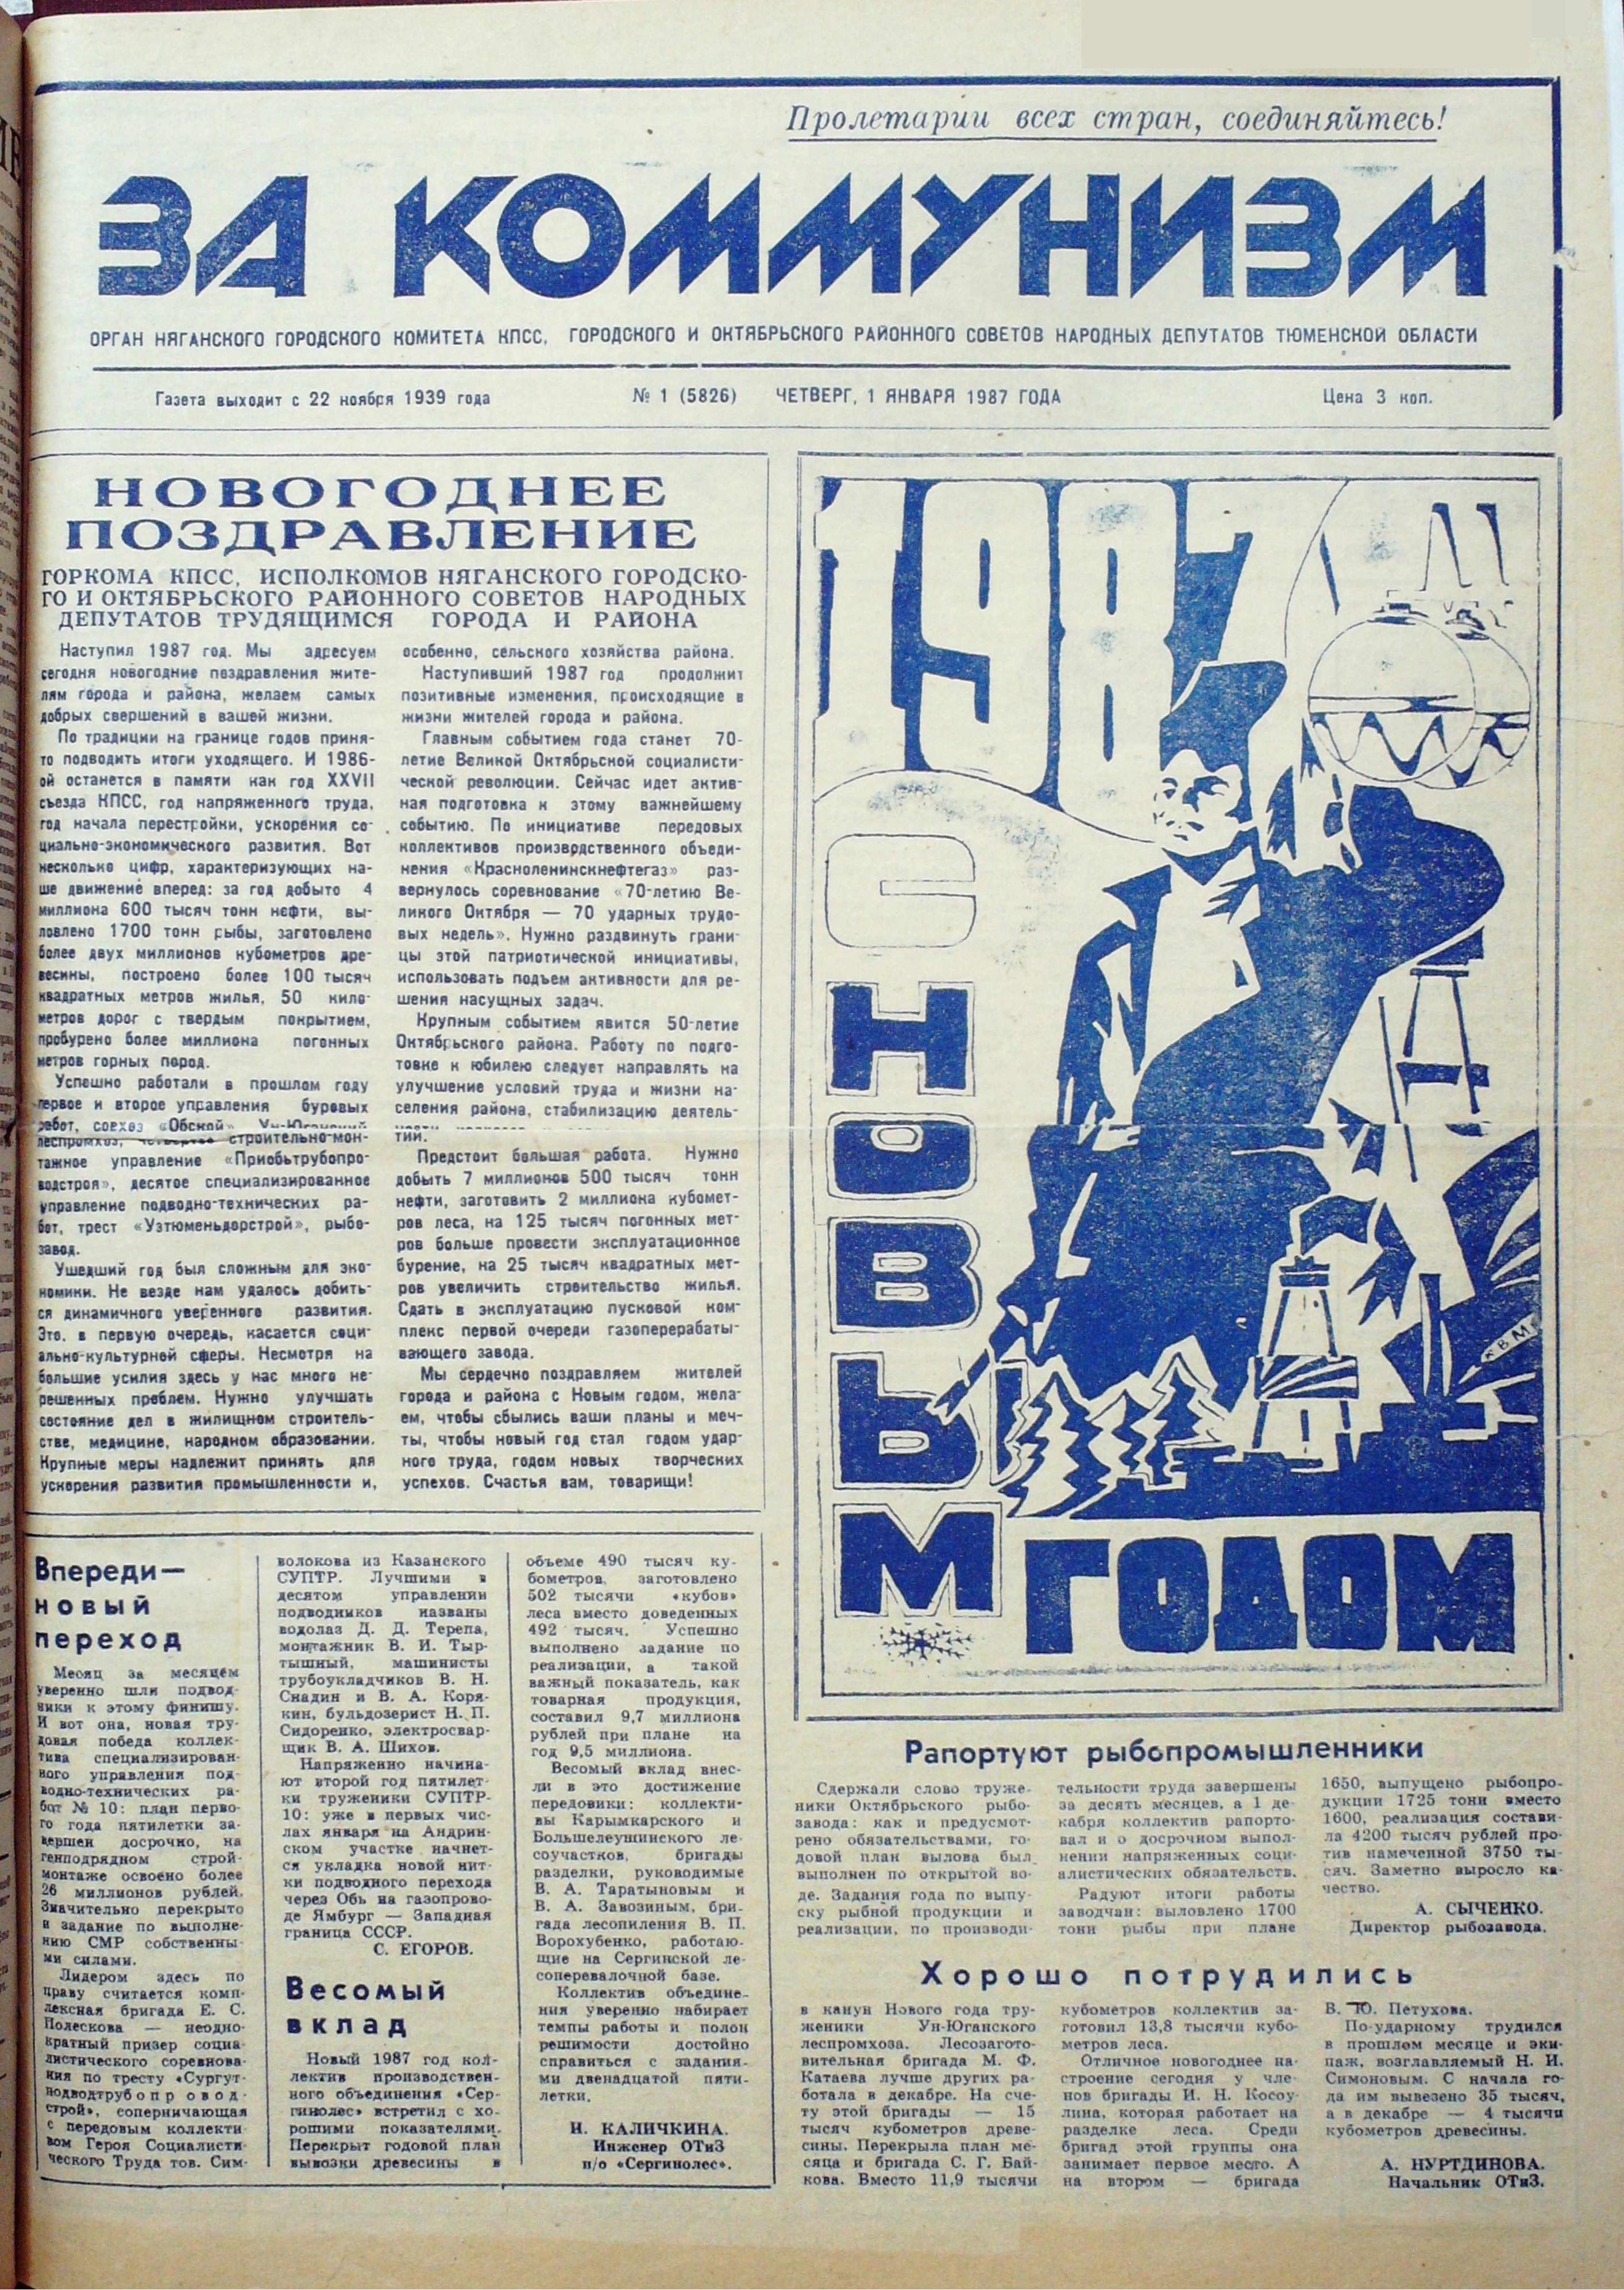 Пролетарии всех стран, соединяйтесь!
ЗА КОММУНИЗМ
ОРГАН НЯГАНСКОГО ГОРОДСКОГО КОМИТЕТА КПСС, ГОРОДСКОГО И ОКТЯБРЬСКОГО РАЙОННОГО СОВЕТОВ НАРОДНЫХ ДЕПУТАТОВ ТЮМЕНСКОЙ ОБЛАСТИ
Газета выходит с 22 ноября 1939 года
№ 1 (5826)
ЧЕТВЕРГ, 1 ЯНВАРЯ 1987 ГОДА
Цена 3 коп.
НОВОГОДНЕЕ
ПОЗДРАВЛЕНИЕ
ГОРКОМА КПСС, ИСПОЛКОМОВ НЯГАНСКОГО ГОРОДСКО-
ГО И ОКТЯБРЬСКОГО РАЙОННОГО СОВЕТОВ НАРОДНЫХ
ДЕПУТАТОВ ТРУДЯЩИМСЯ ГОРОДА И РАЙОНА
Наступил 1987 год. Мы адресуем
сегодня новогодние поздравления жите-
лям города и района, желаем самых
добрых свершений в вашей жизни.
По традиции на границе годов приня-
то подводить итоги уходящего. И 1986-
ой останется в памяти как год XXVII
съезда КПСС, год напряженного труда,
год начала перестройки, ускорения со-
циально-экономического развития. Вот
несколько цифр, характеризующих на-
ше движение вперед: за год добыто 4
миллиона 600 тысяч тонн нефти, вы-
ловлено 1700 тонн рыбы, заготовлено
более двух миллионов кубометров дре-
весины, построено более 100 тысяч
квадратных метров жилья, 50 кило-
метров дорог с твердым покрытием,
пробурено более миллиона погонных
метров горных пород.
Успешно работали в прошлом году
первое и второе управления буровых
работ, совхоз «Обской», Ун-Юганский
леспромхоз, четвертое строительно-мон-
тажное управление «Приобьтрубопро-
водстроя», десятое специализированное
управление подводно-технических ра-
бот, трест «Узтюменьдорстрой», рыбо-
завод.
Ушедший год был сложным для эко-
номики. Не везде нам удалось добить-
ся динамичного уверенного развития.
Это, в первую очередь, касается соци-
ально-культурной сферы. Несмотря на
большие усилия здесь у нас много не-
решенных проблем. Нужно улучшать
состояние дел в жилищном строитель-
стве, медицине, народном образовании.
Крупные меры надлежит принять для
ускорения развития промышленности и,
особенно, сельского хозяйства района.
Наступивший 1987 год продолжит
позитивные изменения, происходящие в
жизни жителей города и района.
Главным событием года станет 70-
летие Великой Октябрьской социалисти-
ческой революции. Сейчас идет актив-
ная подготовка к этому важнейшему
событию. По инициативе передовых
коллективов производственного объеди-
нения «Красноленинскнефтегаз» раз-
вернулось соревнование «70-летию Ве-
ликого Октября — 70 ударных трудо-
вых недель». Нужно раздвинуть грани-
цы этой патриотической инициативы,
использовать подъем активности для ре-
шения насущных задач.
Крупным событием явится 50-летие
Октябрьского района. Работу по подго-
товке к юбилею следует направлять на
улучшение условий труда и жизни на-
селения района, стабилизацию деятель-
тий.
Предстоит большая работа. Нужно
добыть 7 миллионов 500 тысяч тонн
нефти, заготовить 2 миллиона кубомет-
ров леса, на 125 тысяч погонных мет-
ров больше провести эксплуатационное
бурение, на 25 тысяч квадратных мет-
ров увеличить строительство жилья.
Сдать в эксплуатацию пусковой ком-
плекс первой очереди газоперерабаты-
вающего завода.
Мы сердечно поздравляем жителей
города и района с Новым годом, жела-
ем, чтобы сбылись ваши планы и меч-
ты, чтобы новый год стал годом удар-
ного труда, годом новых творческих
успехов. Счастья вам, товарищи!
1987
С НОВЫМ ГОДОМ
КВМ
Впереди—
новый
переход
Месяц за месяцем
уверенно шли подвод-
ники к этому финишу.
И вот она, новая тру-
довая победа коллек-
тива специализирован-
ного управления под-
водно-технических ра-
бот № 10: план перво-
го года пятилетки за-
вершен досрочно, на
генподрядном строй-
монтаже освоено более
26 миллионов рублей.
Значительно перекрыто
и задание по выполне-
нию СМР собственны-
ми силами.
Лидером здесь по
праву считается комп-
лексная бригада Е. С.
Полескова — неодно-
кратный призер социа-
листического соревнова-
ния по тресту «Сургут-
подводтрубопровод-
строй», соперничающая
с передовым коллекти-
вом Героя Социалисти-
ческого Труда тов. Сим-
волокова из Казанского
СУПТР. Лучшими в
десятом управлении
подводников названы
водолаз Д. Д. Терепа,
монтажник В. И. Тыр-
тышный, машинисты
трубоукладчиков В. Н.
Снадин и В. А. Коря-
кин, бульдозерист Н. П.
Сидоренко, электросвар-
щик В. А. Шихов.
Напряженно начина-
ют второй год пятилет-
ки труженики СУПТР-
10: уже в первых чис-
лах января на Андрин-
ском участке начнет-
ся укладка новой нит-
ки подводного перехода
через Обь на газопрово-
де Ямбург — Западная
граница СССР.
С. ЕГОРОВ.
Весомый
вклад
Новый 1987 год кол-
лектив производствен-
ного объединения «Сер-
гинолес» встретил с хо-
рошими показателями.
Перекрыт годовой план
вывозки древесины в
объеме 490 тысяч ку-
бометров, заготовлено
502 тысячи «кубов»
леса вместо доведенных
492 тысяч. Успешно
выполнено задание по
реализации, а такой
важный показатель, как
товарная продукция,
составил 9,7 миллиона
рублей при плане на
год 9,5 миллиона.
Весомый вклад внес-
ли в это достижение
передовики: коллекти-
вы Карымкарского и
Большелеушинского ле-
соучастков, бригады
разделки, руководимые
В. А. Таратыновым и
В. А. Завозиным, бри-
гада лесопиления В. П.
Ворохубенко, работаю-
щие на Сергинской ле-
соперевалочной базе.
Коллектив объедине-
ния уверенно набирает
темпы работы и полон
решимости достойно
справиться с задания-
ми двенадцатой пяти-
летки.
И. КАЛИЧКИНА.
Инженер ОТиЗ
п/о «Сергинолес».
Рапортуют рыбопромышленники
Сдержали слово труже-
ники Октябрьского рыбо-
завода: как и предусмот-
рено обязательствами, го-
довой план вылова был
выполнен по открытой во-
де. Задания года по выпу-
ску рыбной продукции и
реализации, по производи-
тельности труда завершены
за десять месяцев, а 1 де-
кабря коллектив рапорто-
вал и о досрочном выпол-
нении напряженных соци-
алистических обязательств.
Радуют итоги работы
заводчан: выловлено 1700
тонн рыбы при плане
1650, выпущено рыбопро-
дукции 1725 тонн вместо
1600, реализация состави-
ла 4200 тысяч рублей про-
тив намеченной 3750 ты-
сяч. Заметно выросло ка-
чество.
А. СЫЧЕНКО.
Директор рыбозавода.
Хорошо потрудились
в канун Нового года тру-
женики Ун-Юганского
леспромхоза. Лесозагото-
вительная бригада М. Ф.
Катаева лучше других ра-
ботала в декабре. На сче-
ту этой бригады — 15
тысяч кубометров древе-
сины. Перекрыла план ме-
сяца и бригада С. Г. Бай-
кова. Вместо 11,9 тысячи
кубометров коллектив за-
готовил 13,8 тысячи кубо-
метров леса.
Отличное новогоднее на-
строение сегодня у чле-
нов бригады И. Н. Косоу-
лина, которая работает на
разделке леса. Среди
бригад этой группы она
занимает первое место. А
на втором — бригада
В. Ю. Петухова.
По-ударному трудился
в прошлом месяце и эки-
паж, возглавляемый Н. И.
Симоновым. С начала го-
да им вывезено 35 тысяч,
а в декабре — 4 тысячи
кубометров древесины.
А. НУРТДИНОВА.
Начальник ОТиЗ.